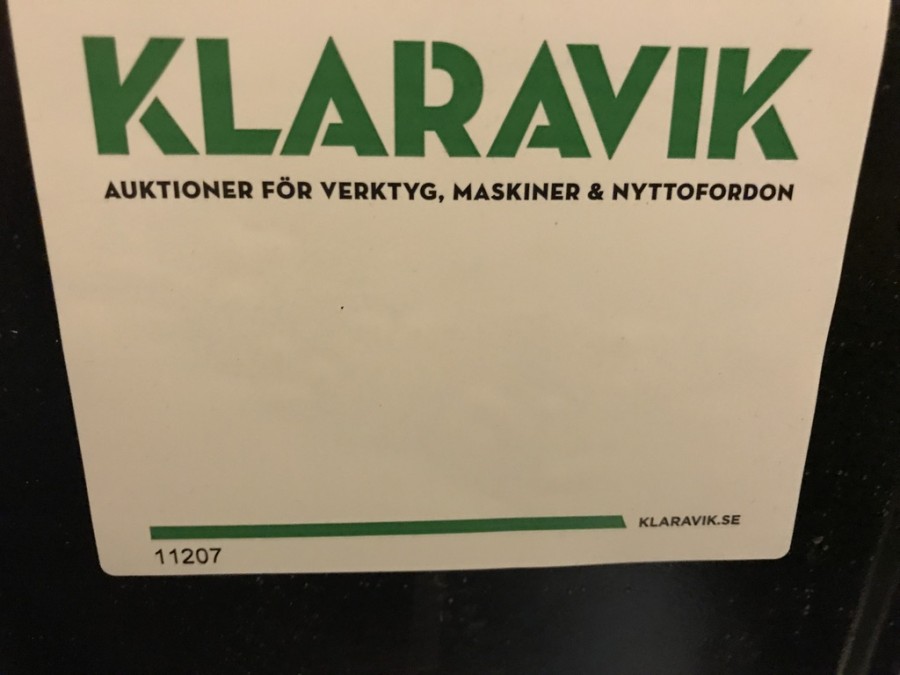 KLARAVIK
AUKTIONER FÖR VERKTYG, MASKINER & NYTTOFORDON
KLARAVIK.SE
11207